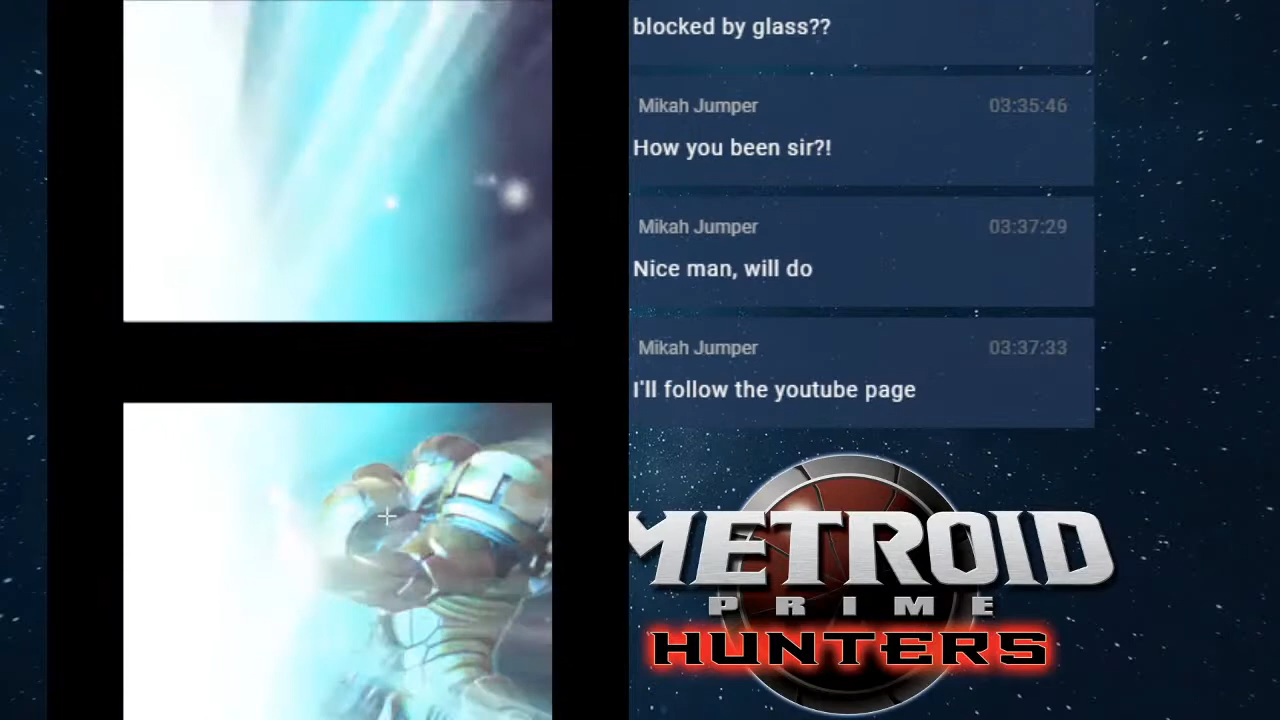 blocked by glass??
Mikah Jumper 03:35:46
How you been sir?!
Mikah Jumper 03:37:29
Nice man, will do
Mikah Jumper 03:37:33
I'll follow the youtube page
METROID
PRIME
HUNTERS